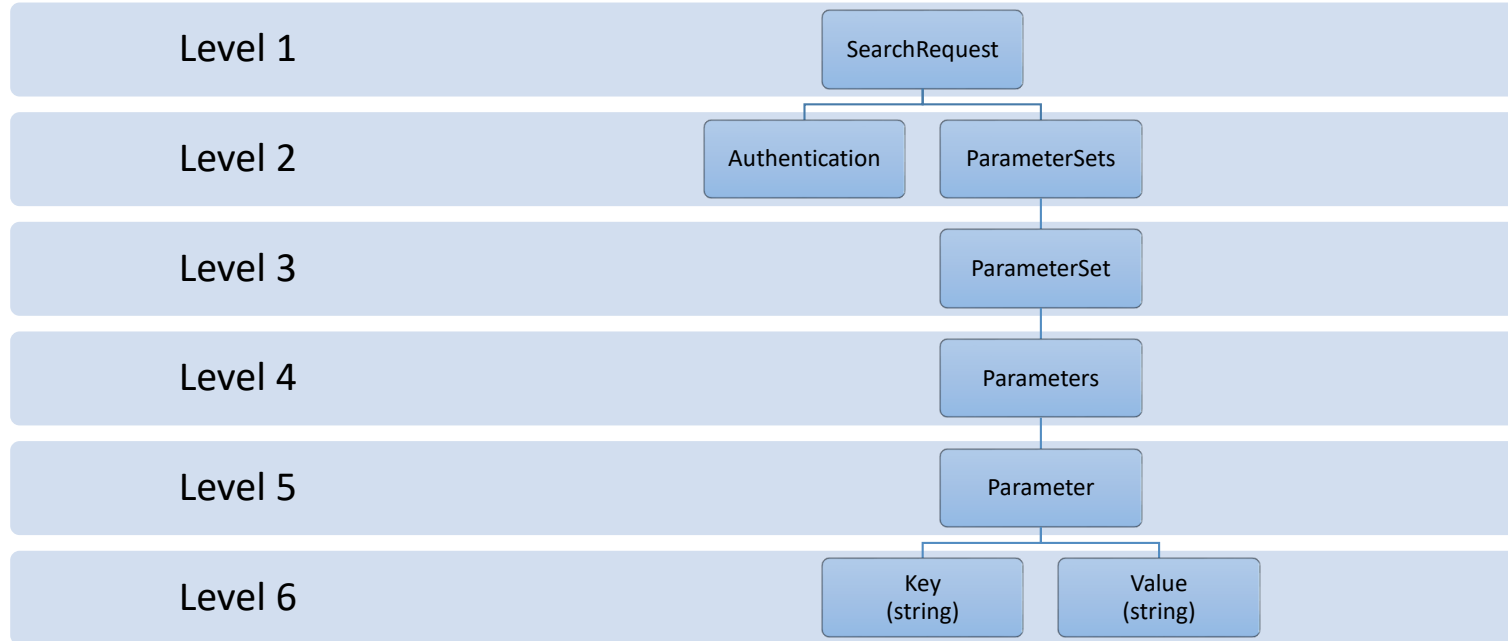 Level 1
SearchRequest
Level 2
Authentication
ParameterSets
Level 3
ParameterSet
Level 4
Parameters
Level 5
Parameter
Level 6
Key
(string)
Value
(string)